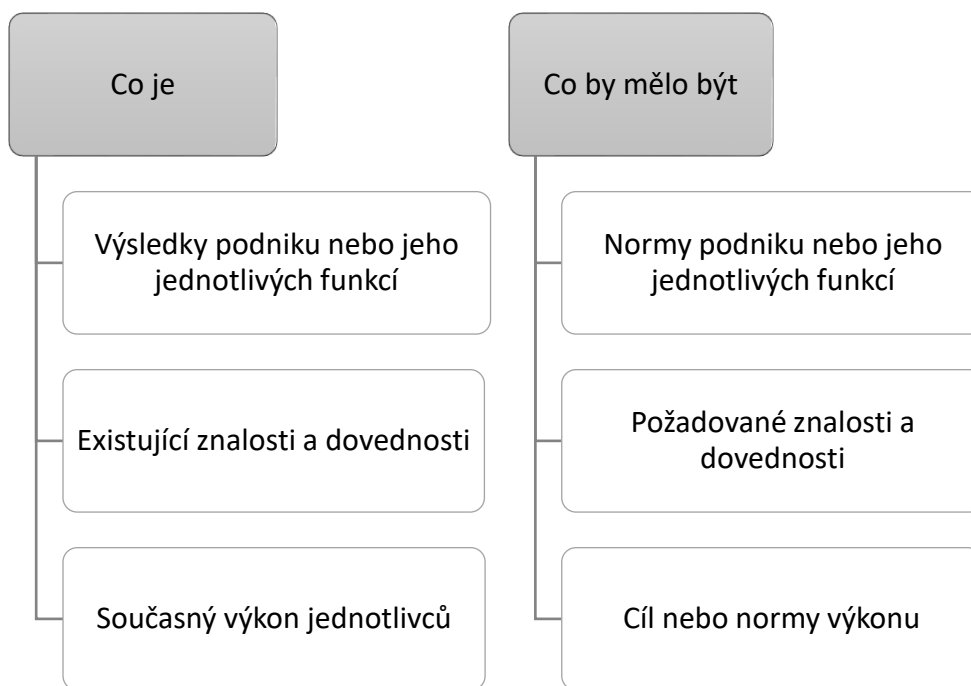 Co je
Výsledky podniku nebo jeho
jednotlivých funkcí
Existující znalosti a dovednosti
Současný výkon jednotlivců
Co by mělo být
Normy podniku nebo jeho
jednotlivých funkcí
Požadované znalosti a
dovednosti
Cíl nebo normy výkonu